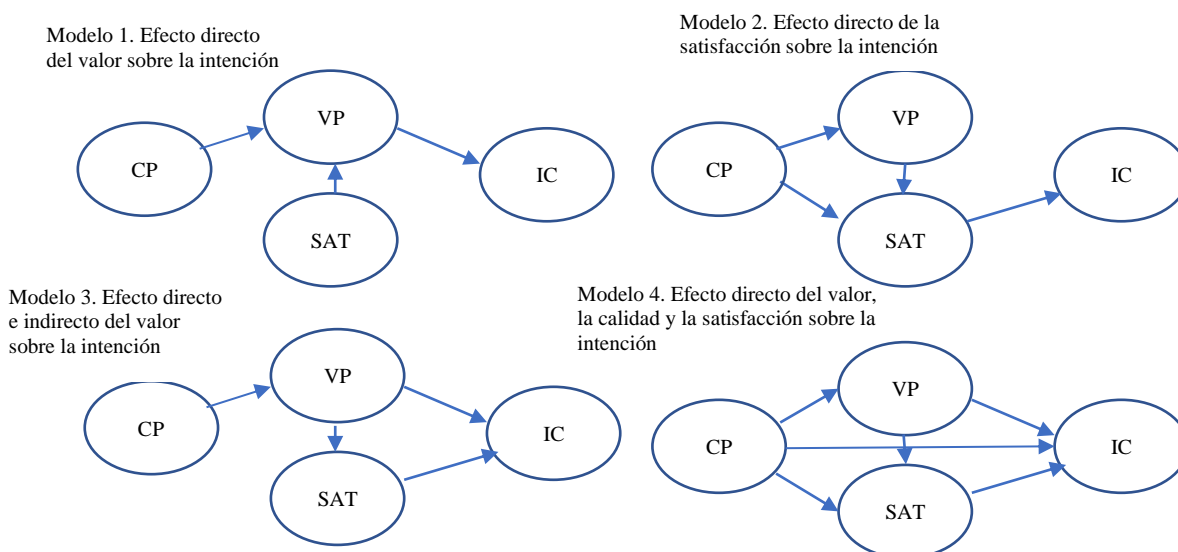 Modelo 1. Efecto directo
del valor sobre la intención
VP
CP
IC
SAT
Modelo 2. Efecto directo de la
satisfacción sobre la intención
VP
CP
IC
SAT
Modelo 3. Efecto directo
e indirecto del valor
sobre la intención
VP
CP
IC
SAT
Modelo 4. Efecto directo del valor,
la calidad y la satisfacción sobre la
intención
VP
CP
IC
SAT